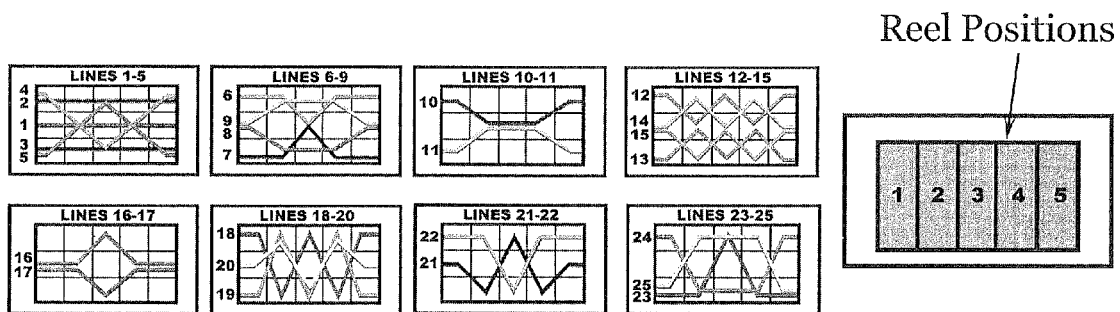 Reel Positions
LINES 1-5
4
2
1
3
5
LINES 6-9
6
9
8
7
LINES 10-11
10
11
LINES 12-15
12
14
15
13
1 2 3 4 5
LINES 16-17
16
17
LINES 18-20
18
20
19
LINES 21-22
22
21
LINES 23-25
24
25
23